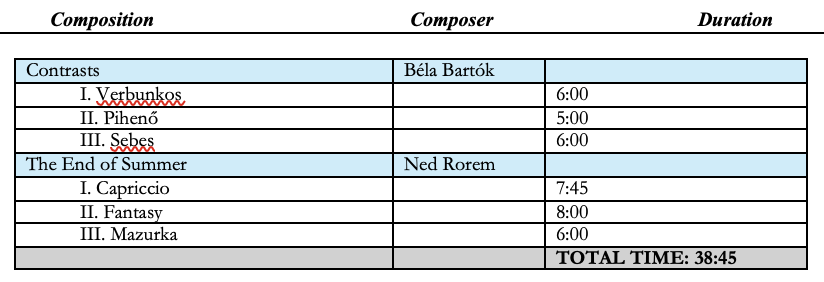 Composition Composer Duration
Contrasts Béla Bartók
I. Verbunkos 6:00
II. Pihenő 5:00
III. Sebes 6:00
The End of Summer Ned Rorem
I. Capriccio 7:45
II. Fantasy 8:00
III. Mazurka 6:00
TOTAL TIME: 38:45